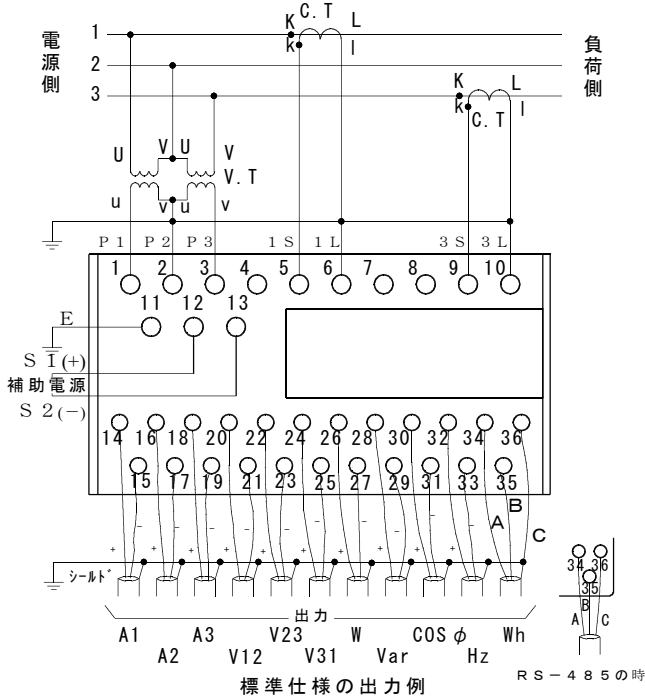 電源側
負荷側
1
2
3
K C.T L
k l
K L
k C.T l
U V U V
V.T
u v u v
P1 P2 P3 1S 1L 3S 3L
1 2 3 4 5 6 7 8 9 10
11 12 13
E
S1(+)
補助電源
S2(−)
14 16 18 20 22 24 26 28 30 32 34 36
15 17 19 21 23 25 27 29 31 33 35
A B C
+ − + − + − + − + − + − + − + − + − + −
ｼｰﾙﾄﾞ
出力
A1 A3 V23 W COSφ Wh
A2 V12 V31 Var Hz
標準仕様の出力例
34 36
35
A B C
RS−485の時